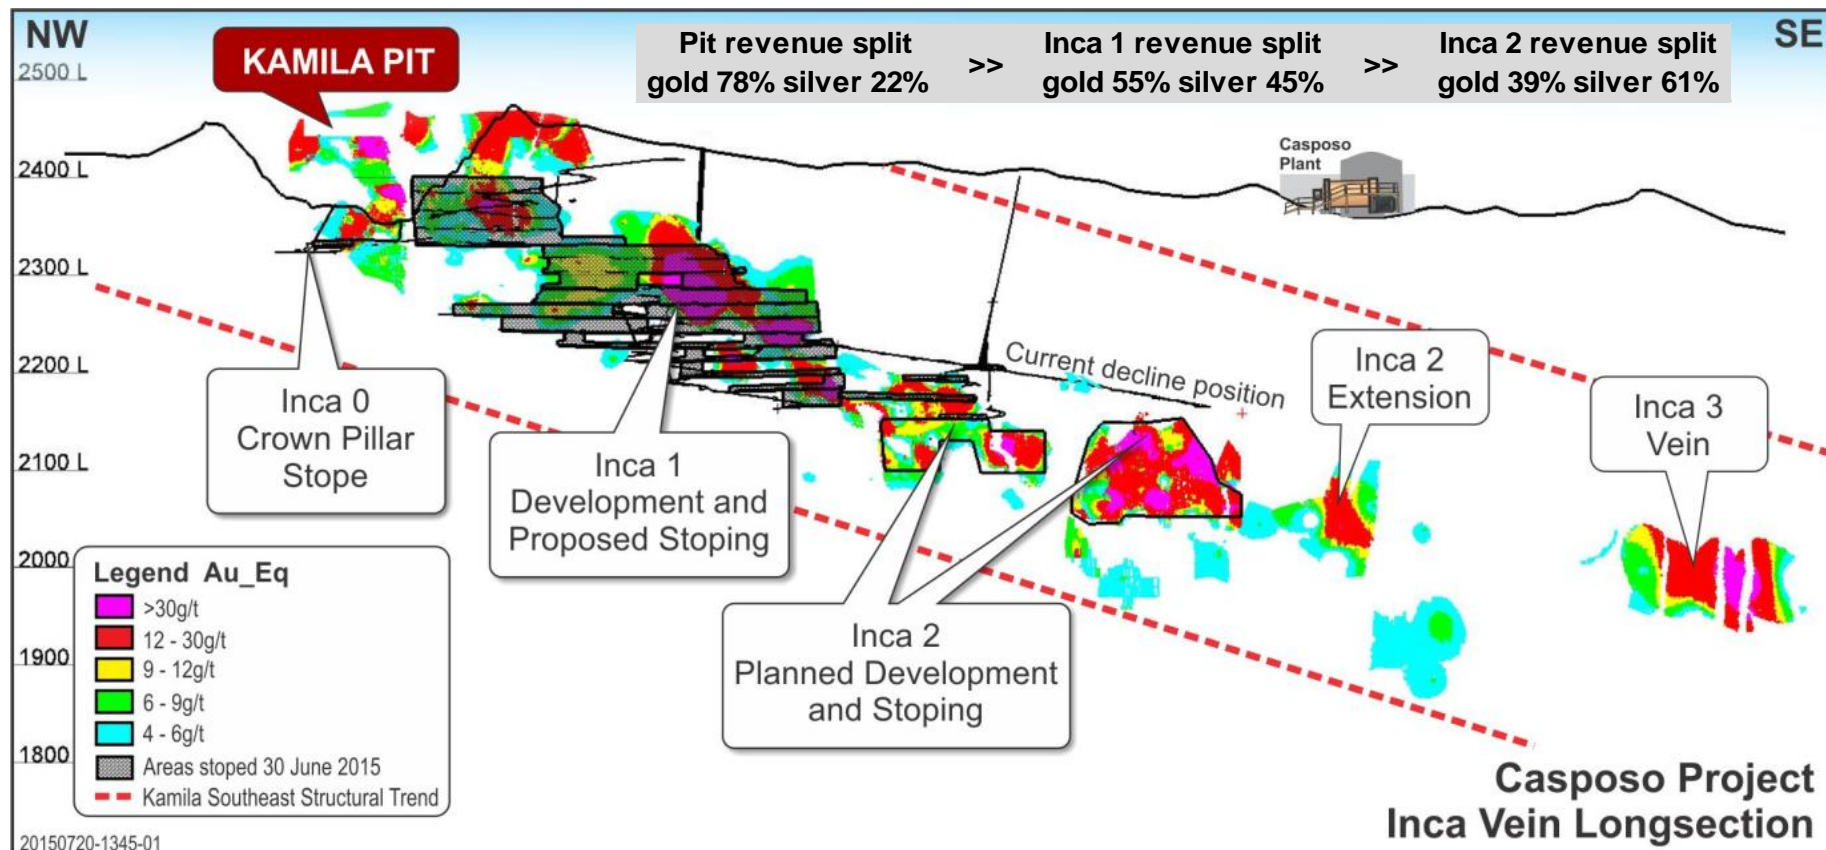 NW
KAMILA PIT
Pit revenue split
gold 78% silver 22%
>>
Inca 1 revenue split
gold 55% silver 45%
>>
Inca 2 revenue split
gold 39% silver 61%
SE
2500 L
Casposo
Plant
2400 L
2300 L
2200 L
Current decline position
Inca 0
Crown Pillar
Stope
Inca 1
Development and
Proposed Stoping
Inca 2
Extension
Inca 3
Vein
2100 L
2000
Inca 2
Planned Development
and Stoping
Legend Au_Eq
>30g/t
12 - 30g/t
9 - 12g/t
6 - 9g/t
4 - 6g/t
Areas stoped 30 June 2015
Kamila Southeast Structural Trend
1900
1800
Casposo Project
Inca Vein Longsection
20150720-1345-01